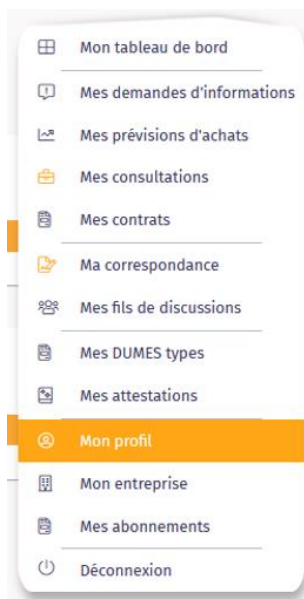 Mon tableau de bord
Mes demandes d'informations
Mes prévisions d'achats
Mes consultations
Mes contrats
Ma correspondance
Mes fils de discussions
Mes DUMES types
Mes attestations
Mon profil
Mon entreprise
Mes abonnements
Déconnexion